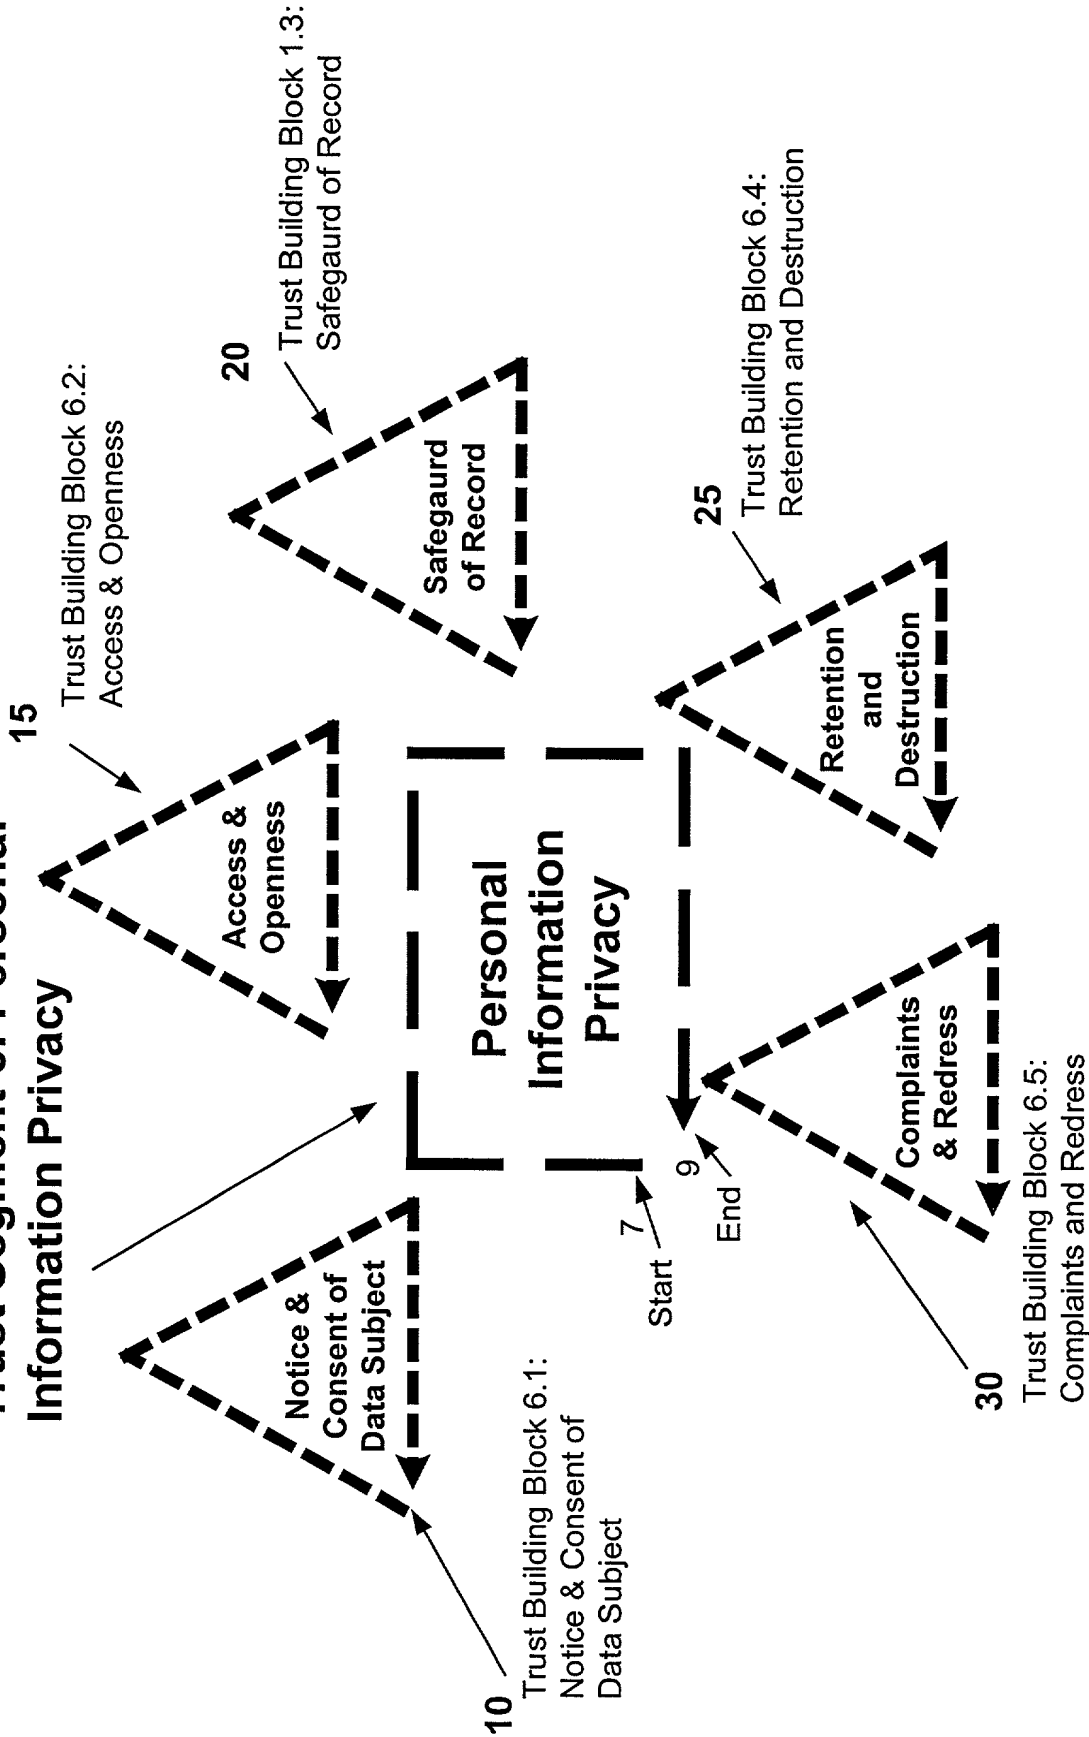 Information Privacy
15
Trust Building Block 6.2:
Access & Openness
Access &
Openness
20
Trust Building Block 1.3:
Safegaurd of Record
Notice &
Consent of
Data Subject
Safegaurd
of Record
10
Trust Building Block 6.1:
Notice & Consent of
Data Subject
Personal
Information
Privacy
7
Start
9
End
25
Trust Building Block 6.4:
Retention and Destruction
Retention
and
Destruction
Complaints
& Redress
30
Trust Building Block 6.5:
Complaints and Redress